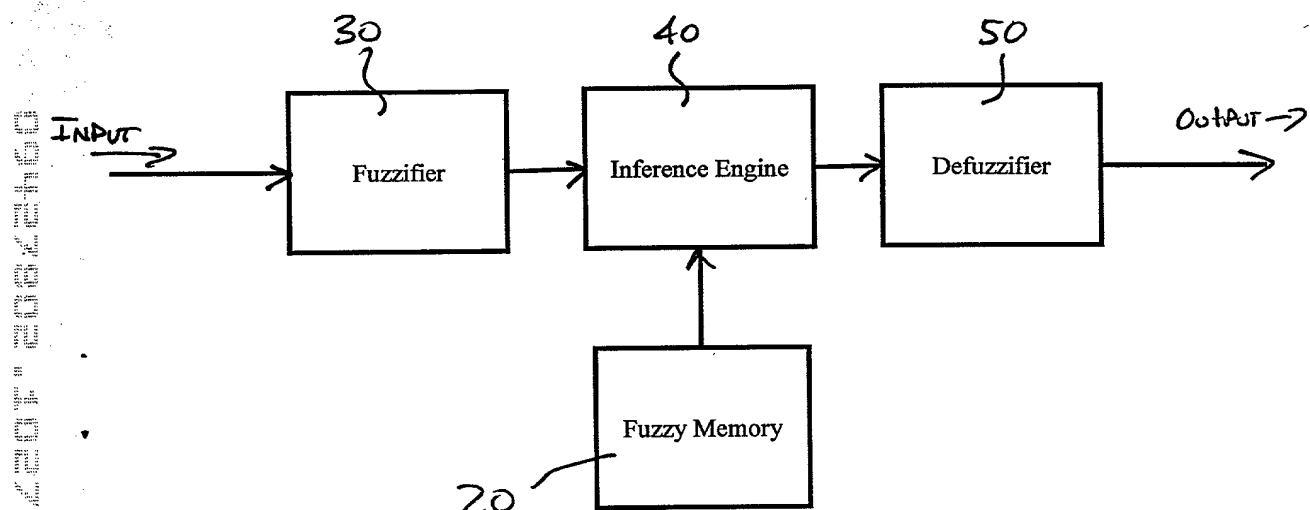 30
40
50
INPUT
OUTPUT
Fuzzifier
Inference Engine
Defuzzifier
Fuzzy Memory
20